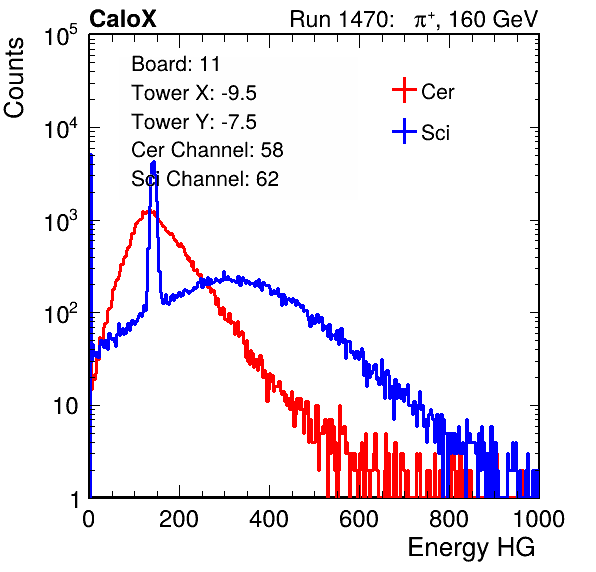 CaloX Run 1470: π⁺, 160 GeV
Counts
10⁵
Board: 11
Tower X: -9.5
Tower Y: -7.5
Cer Channel: 58
Sci Channel: 62
Cer
Sci
10⁴
10³
10²
10
1
0 200 400 600 800 1000
Energy HG